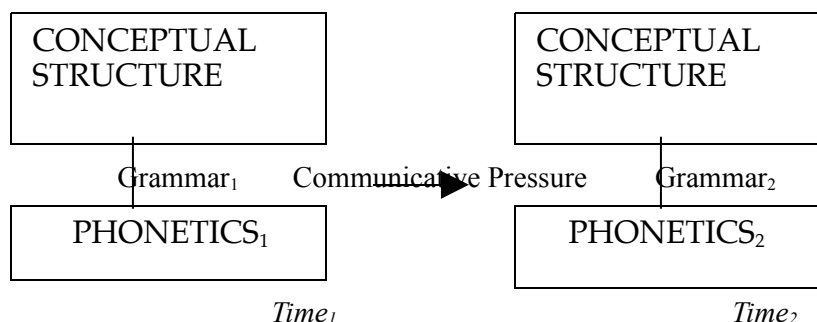 CONCEPTUAL STRUCTURE
CONCEPTUAL STRUCTURE
Grammar₁ Communicative Pressure Grammar₂
PHONETICS₁ PHONETICS₂
Time₁ Time₂